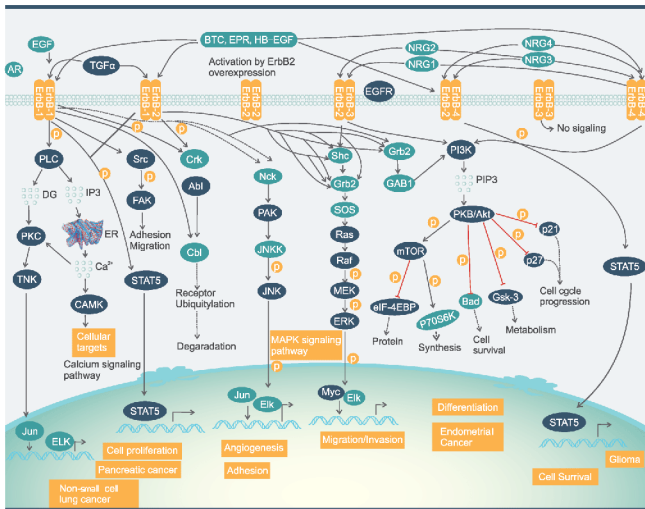 BTC, EPR, HB-EGF
EGF
TGFα
AR
Activation by ErbB2
overexpression
EGFR
NRG2
NRG1
NRG4
NRG3
ErbB-1
ErbB-1
ErbB-1
ErbB-2
ErbB-2
ErbB-2
ErbB-2
ErbB-3
ErbB-2
ErbB-4
ErbB-3
ErbB-3
ErbB-4
ErbB-4
No sigaling
p
p
p
p
p
PLC
Src
Crk
Shc
Grb2
PI3K
DG
IP3
p
FAK
Abl
Nck
Grb2
GAB1
PIP3
ER
PKC
Adhesion
Migration
PAK
SOS
PKB/Akt
Ca²⁺
Cbl
JNKK
Ras
Raf
mTOR
p
p
p
p
p
p21
p27
TNK
CAMK
STAT5
Receptor
Ubiquitylation
p
JNK
p
MEK
p
ERK
p
eIF-4EBP
p
P70S6K
Bad
Gsk-3
Cell ogcle
progression
STAT5
Cellular
targets
Calcium signaling
pathway
Degaradation
MAPK signaling
pathway
Protein
Synthesis
Cell
survival
Metabolism
p
p
Jun
ELK
STAT5
Jun
Elk
Myc
Elk
STAT5
Cell proliferation
Pancreatic cancer
Non-small cell
lung cancer
Angiogenesis
Adhesion
Migration/Invasion
Differentiation
Endometrial
Cancer
Cell Survival
Glioma